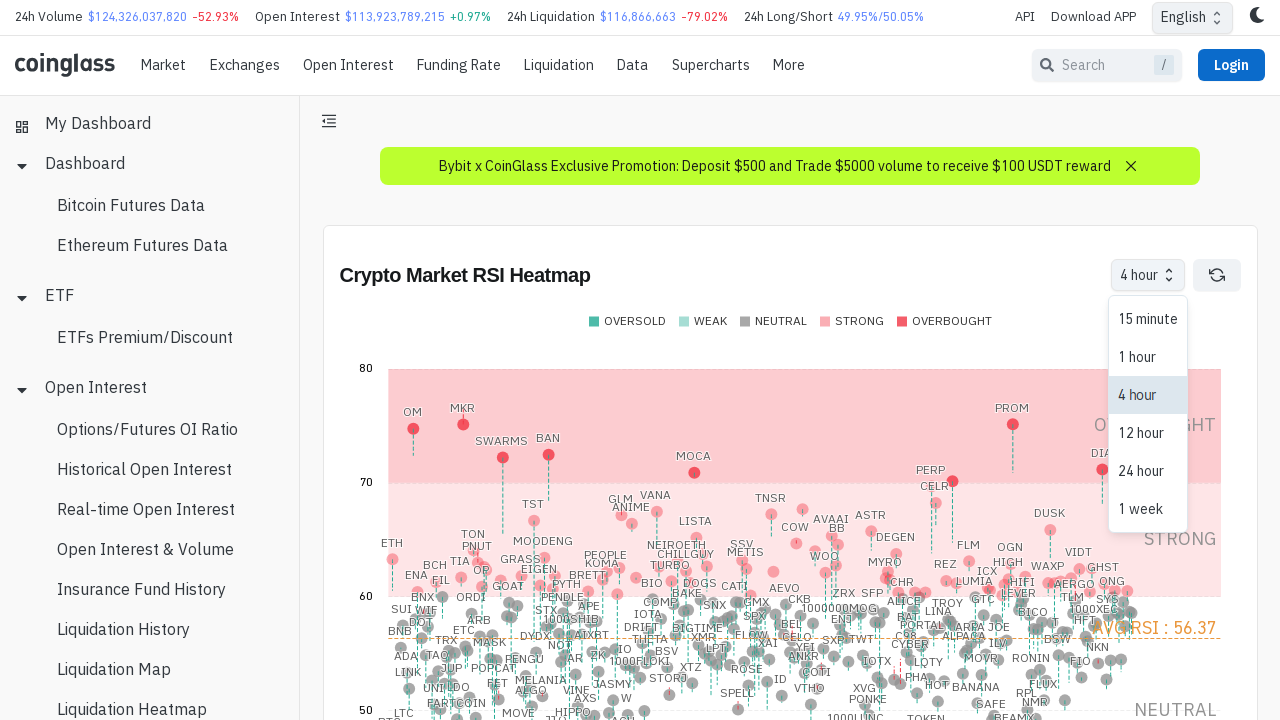 24h Volume $124,326,037,820 -52.93% Open Interest $113,923,789,215 +0.97% 24h Liquidation $116,866,663 -79.02% 24h Long/Short 49.95%/50.05% API Download APP English
coinglass Market Exchanges Open Interest Funding Rate Liquidation Data Supercharts More Search / Login
My Dashboard
Dashboard
Bitcoin Futures Data
Ethereum Futures Data
ETF
ETFs Premium/Discount
Open Interest
Options/Futures OI Ratio
Historical Open Interest
Real-time Open Interest
Open Interest & Volume
Insurance Fund History
Liquidation History
Liquidation Map
Liquidation Heatmap
Bybit x CoinGlass Exclusive Promotion: Deposit $500 and Trade $5000 volume to receive $100 USDT reward
Crypto Market RSI Heatmap
4 hour
15 minute
1 hour
4 hour
12 hour
24 hour
1 week
OVERSOLD WEAK NEUTRAL STRONG OVERBOUGHT
80
OM MKR PROM
SWARMS BAN
MOCA DIA
70
PERP
CELR
GLM VANA
ANIME
TST TNSR
LISTA COW AVAAI BB ASTR DUSK
ETH TON PNUT MOODENG NEIROETH SSV DEGEN
TIA GRASS PEOPLE CHILLGUY METIS WOO MYRO FLM OGN VIDT
BCH OP EIGEN KOMA TURBO REZ HIGH WAXP GHST
ENA FIL GOAT PYTH BRETT BIO DOGS CATI AEVO CHR LUMIA ICX HIFI AERGO ONG
60
BNX ORDI PENDLE BAKE CKB ZRX SFP ALICE TROY GTC LEVER TLM SYS
SUI WIF STX APE COMB SNX GMX 1000000MOG LINA BICO 1000XEC
DOT ARB 1000SHIB IOTA ENJ BAT HFT
BNB ETC DYDX DRIFT BIGTIME PORTAL ARPA JOE
AVG RSI : 56.37
TRX MASK NOT THETA XMR FLOW CELO TWT C98 ALPACA BSW
ADA TAO PENGU IO BSV LPT XAI YFI CYBER ILV NKN
LINK JUP POPCAT AR ZK 1000FLOKI XTZ ROSE ANKR IOTX LQTY MOVR RONIN FIO
FET MELANIA JASMY STORJ COTI PHA
UNI ALGO VINE ID VTHO XVG HOT BANANA FLUX
FARTCOIN AXS W SPELL PONKE RPL
LTC MOVE HIPPO SAFE NMR
50
TOKEN
NEUTRAL
STRONG